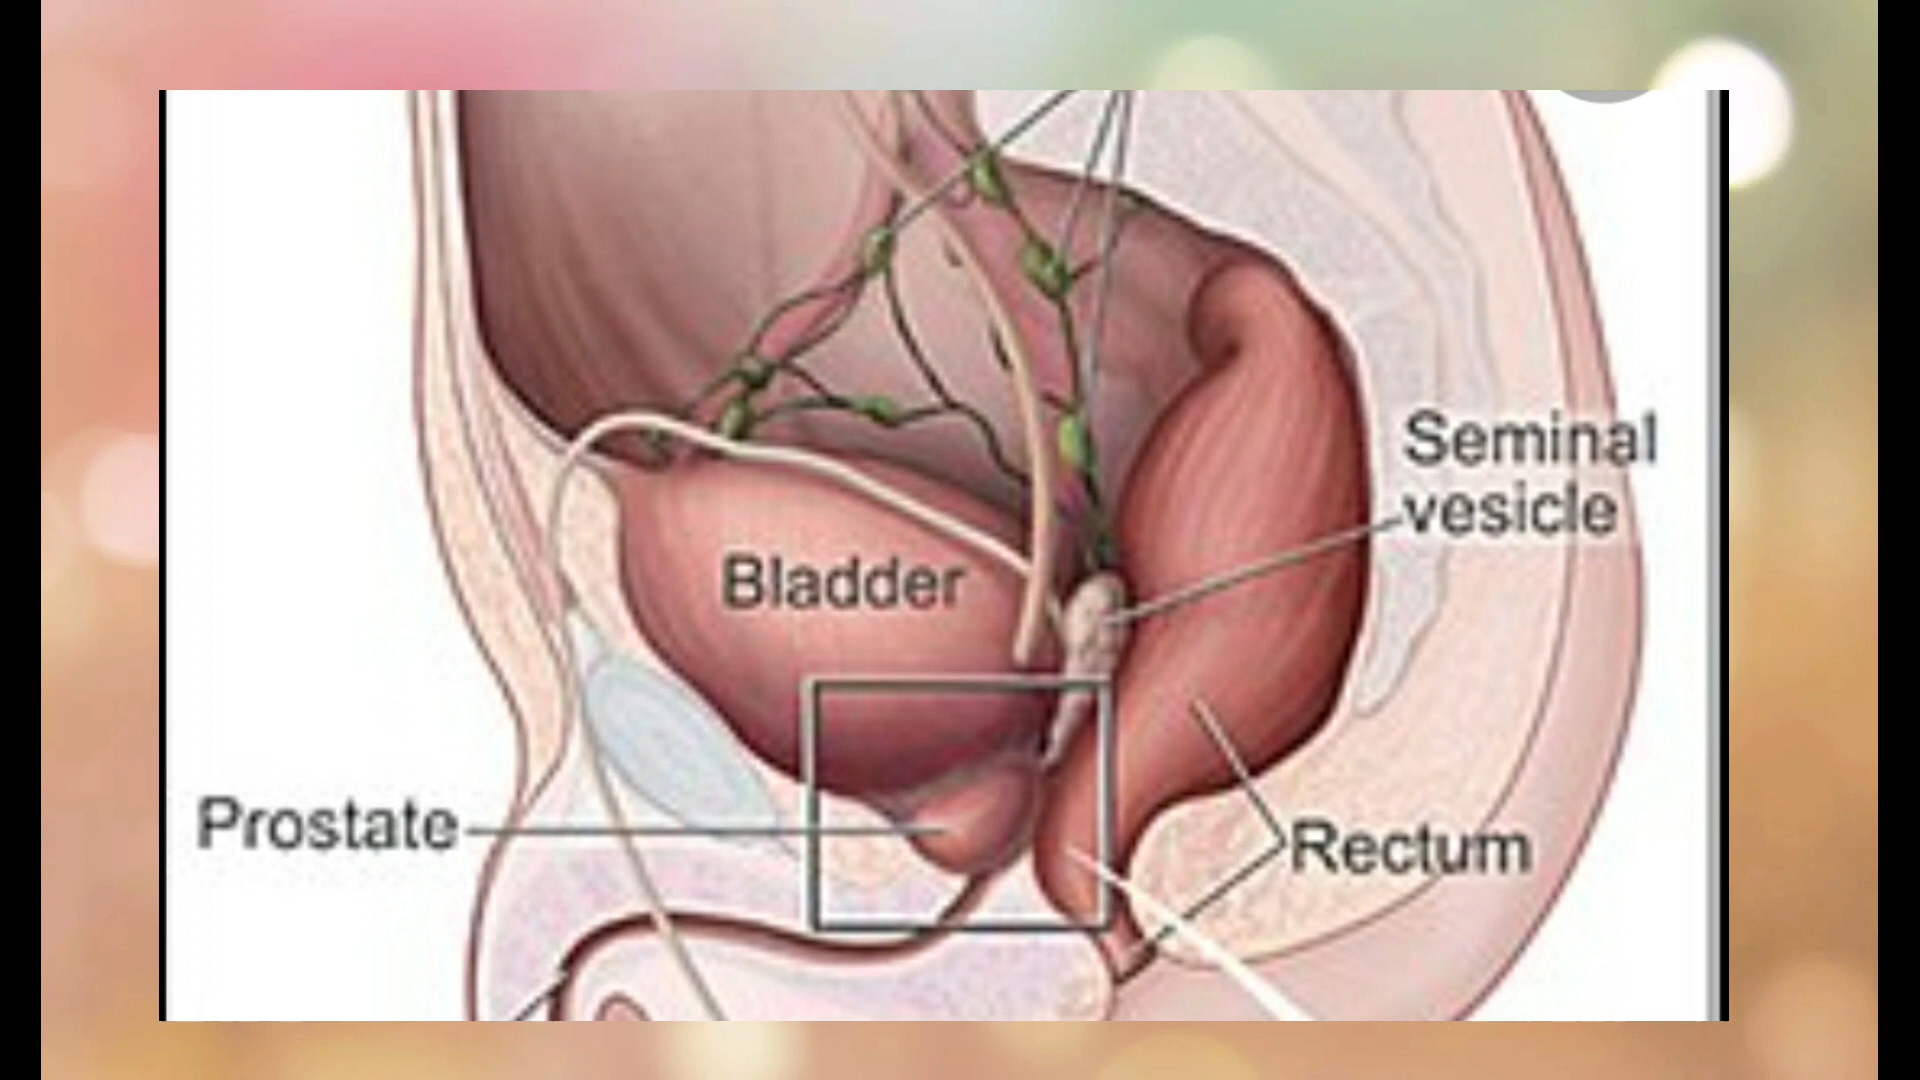 Seminal
vesicle
Bladder
Prostate
Rectum